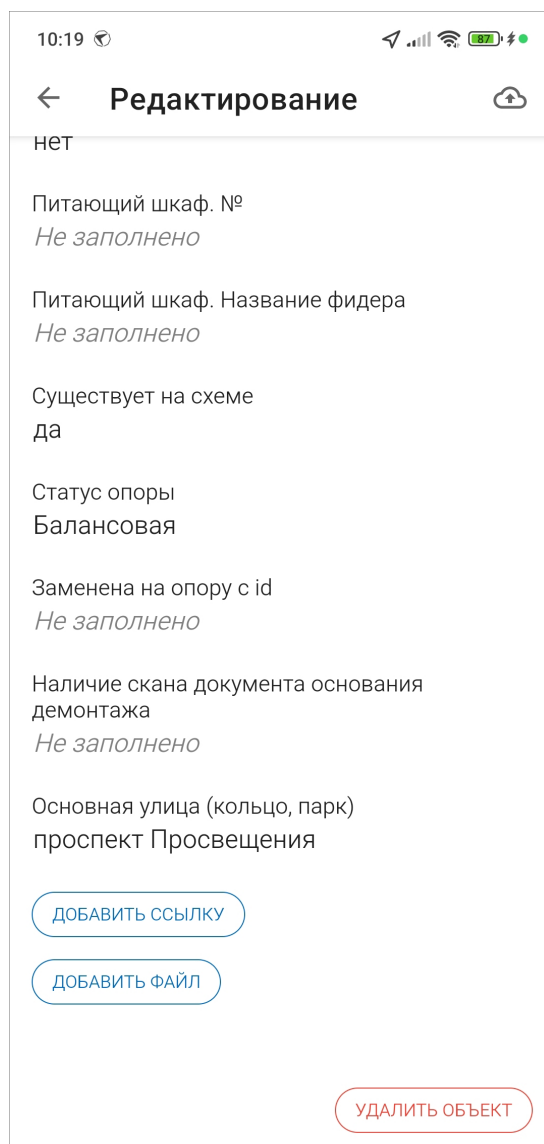 10:19
87
Редактирование
нет
Питающий шкаф. №
Не заполнено
Питающий шкаф. Название фидера
Не заполнено
Существует на схеме
да
Статус опоры
Балансовая
Заменена на опору с id
Не заполнено
Наличие скана документа основания
демонтажа
Не заполнено
Основная улица (кольцо, парк)
проспект Просвещения
ДОБАВИТЬ ССЫЛКУ
ДОБАВИТЬ ФАЙЛ
УДАЛИТЬ ОБЪЕКТ